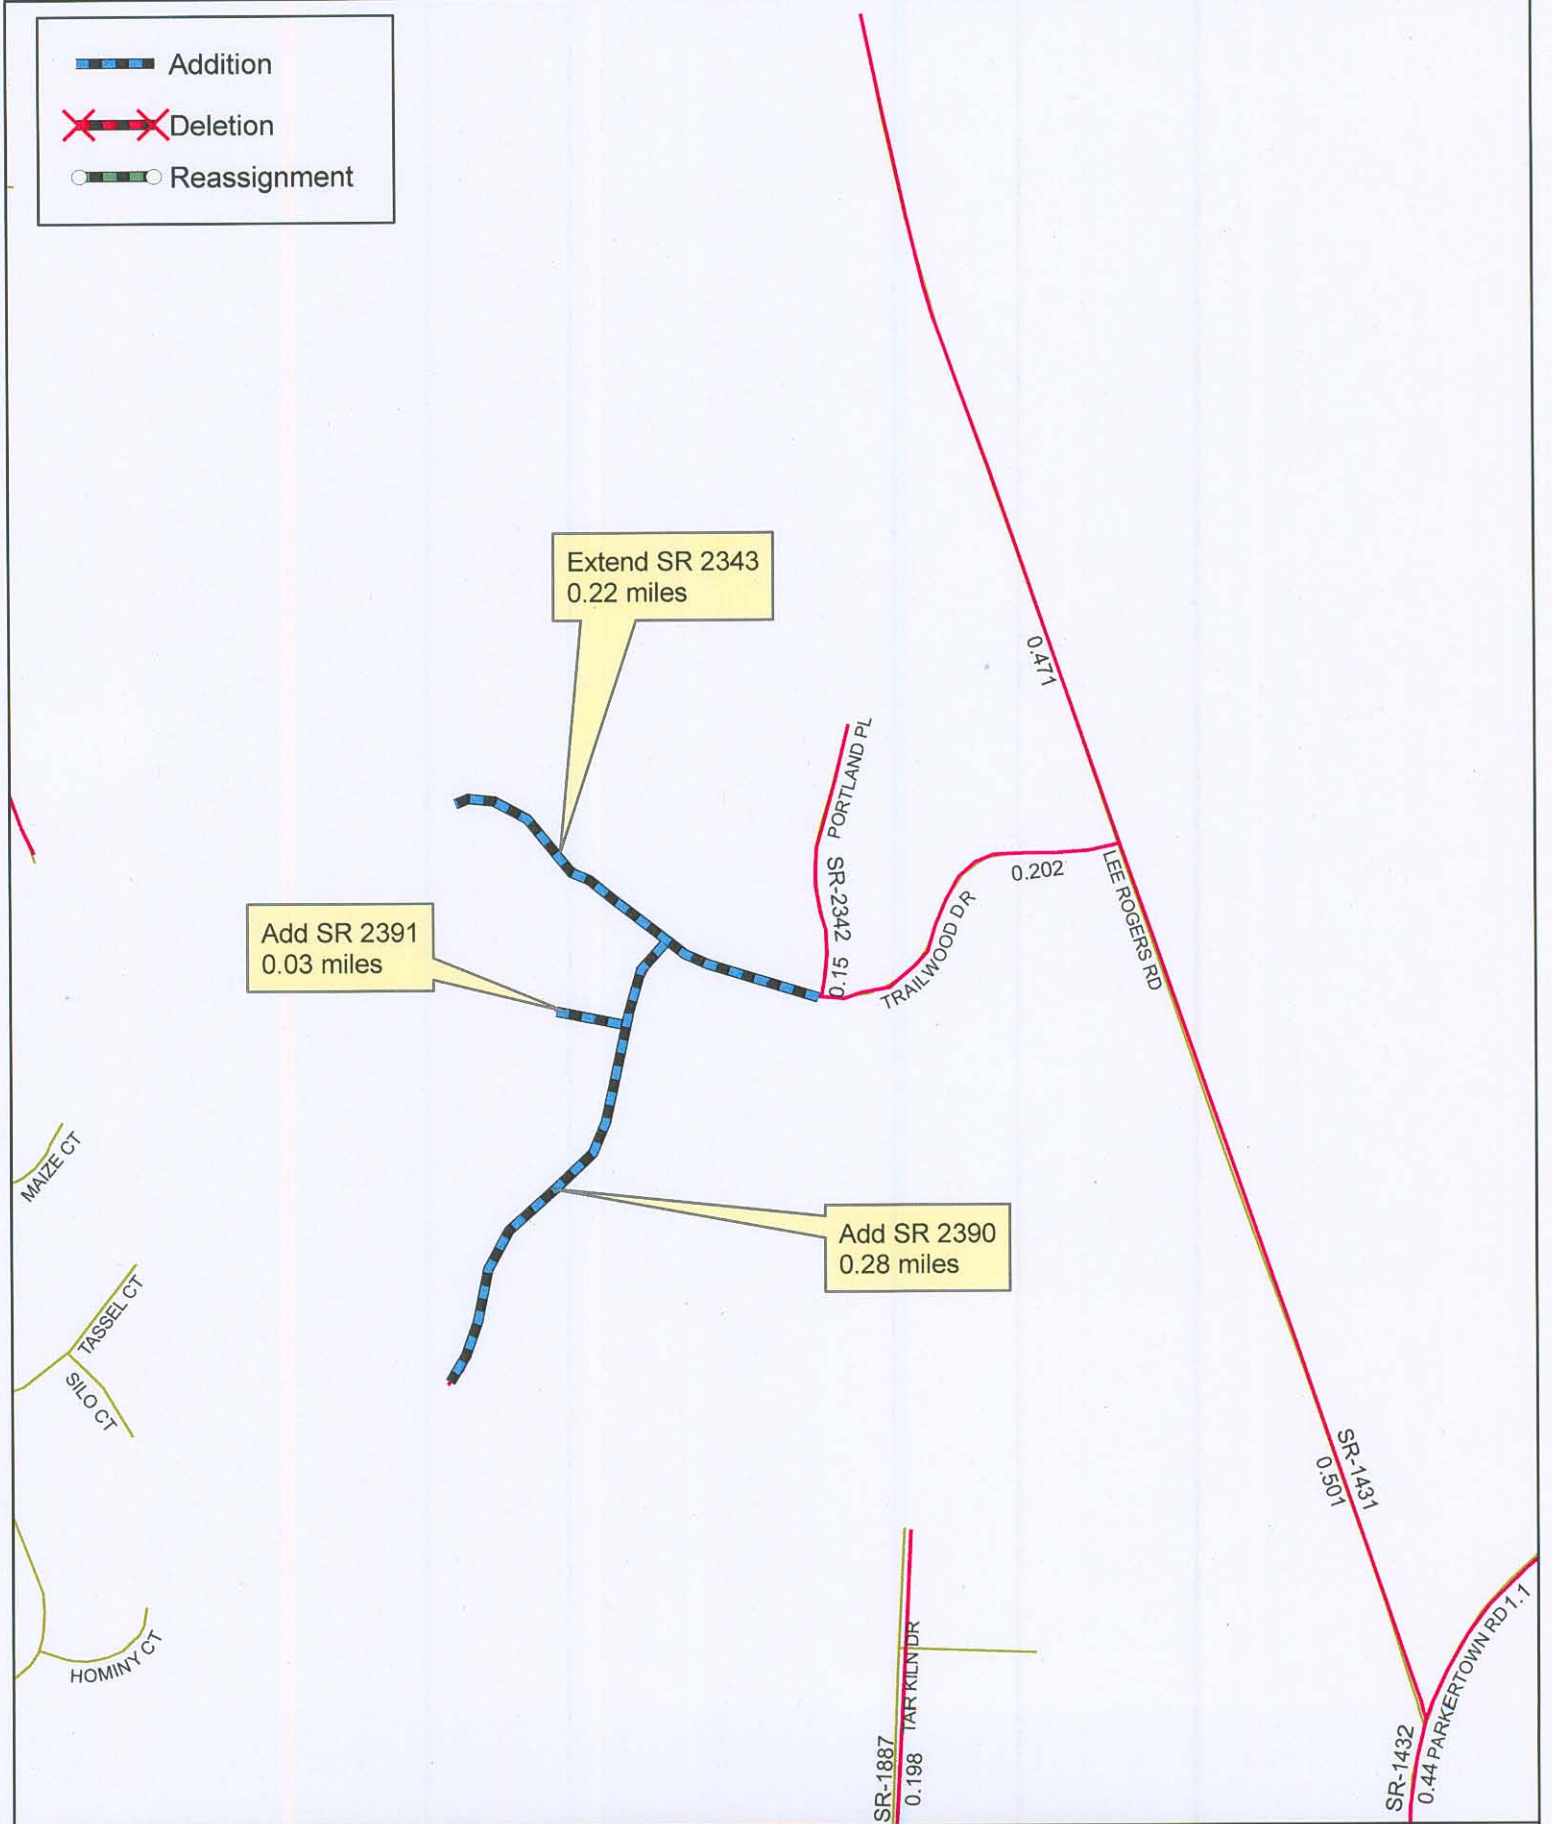 Addition
Deletion
Reassignment
Extend SR 2343
0.22 miles
0.471
PORTLAND PL
SR-2342
0.15
0.202
TRAILWOOD DR
LEE ROGERS RD
Add SR 2391
0.03 miles
MAIZE CT
Add SR 2390
0.28 miles
TASSEL CT
SILO CT
SR-1431
0.501
HOMINY CT
TAR KILN DR
SR-1887
0.198
PARKERTOWN RD
1.1
SR-1432
0.44